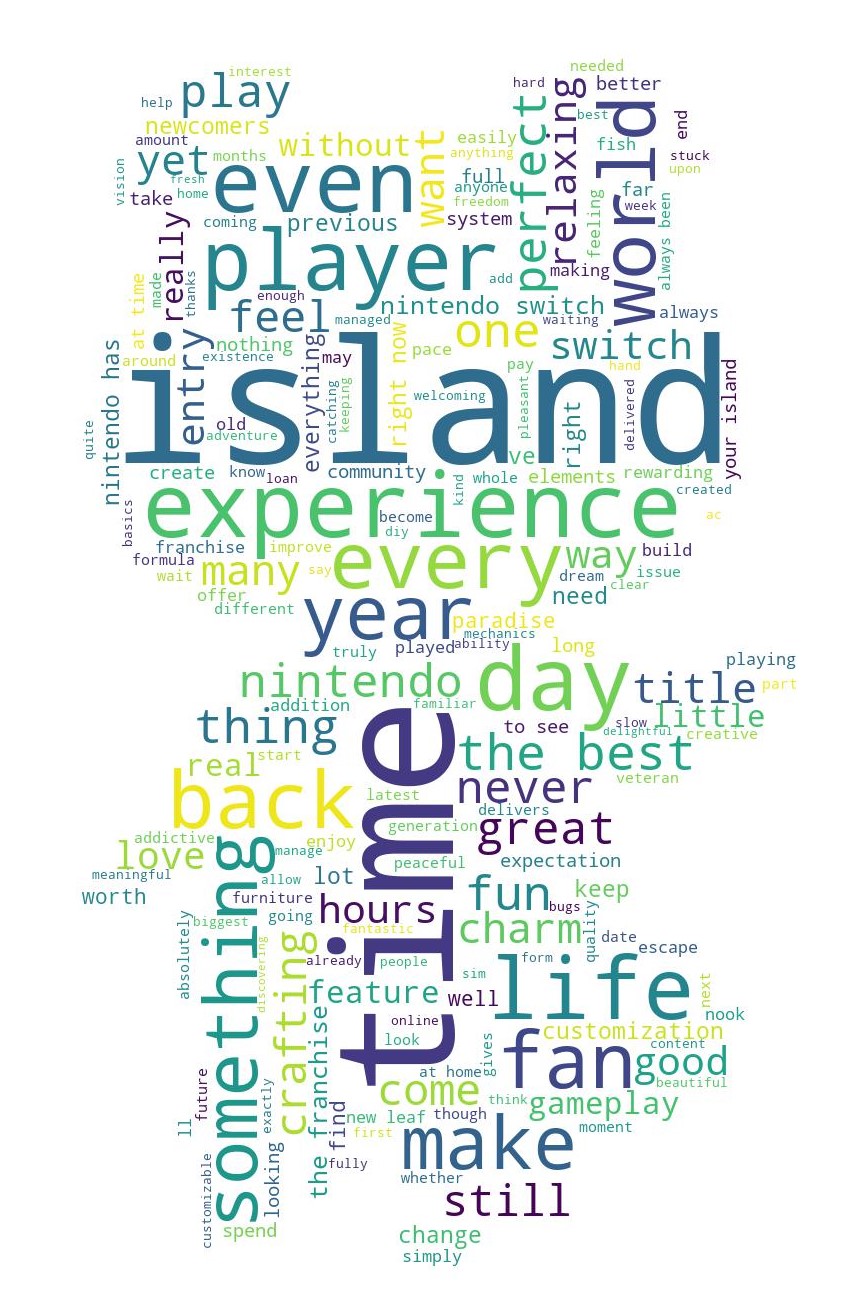 needed
interest
play
help
hard
better
best
end
newcomers
amount
without
want
easily
anything
perfect
relaxing
world
fish
stuck
upon
yet
months
even
full
anyone
freedom
system
far
week
feeling
always been
vision
fresh
home
take
really
coming
previous
player
making
add
at time
made
thanks
enough
feel
nintendo switch
managed
waiting
always
one
switch
nothing
existence
around
entry
everything
may
right now
pace
pay
hand
island
nintendo has
quite
old
adventure
catching
keeping
welcoming
pleasant
right
delivered
your island
create
know
loan
community
ve
whole
elements
rewarding
kind
created
experience
basics
become
diy
ac
franchise
improve
formula
wait
many
say
every
way
build
dream
issue
clear
offer
different
need
year
paradise
mechanics
truly
played
ability
long
playing
nintendo
day
title
part
addition
familiar
thing
to see
slow
little
delightful
creative
real
start
the best
veteran
time
back
latest
never
delivers
generation
great
addictive
love
enjoy
manage
peaceful
expectation
meaningful
worth
allow
lot
fun
keep
furniture
going
hours
bugs
something
biggest
absolutely
discovering
crafting
fantastic
charm
quality
date
escape
already
people
form
sim
life
feature
well
next
nook
online
customization
look
the franchise
gives
fan
content
good
beautiful
at home
come
think
gameplay
future
exactly
ll
find
new leaf
though
moment
first
make
looking
fully
whether
customizable
still
spend
change
simply